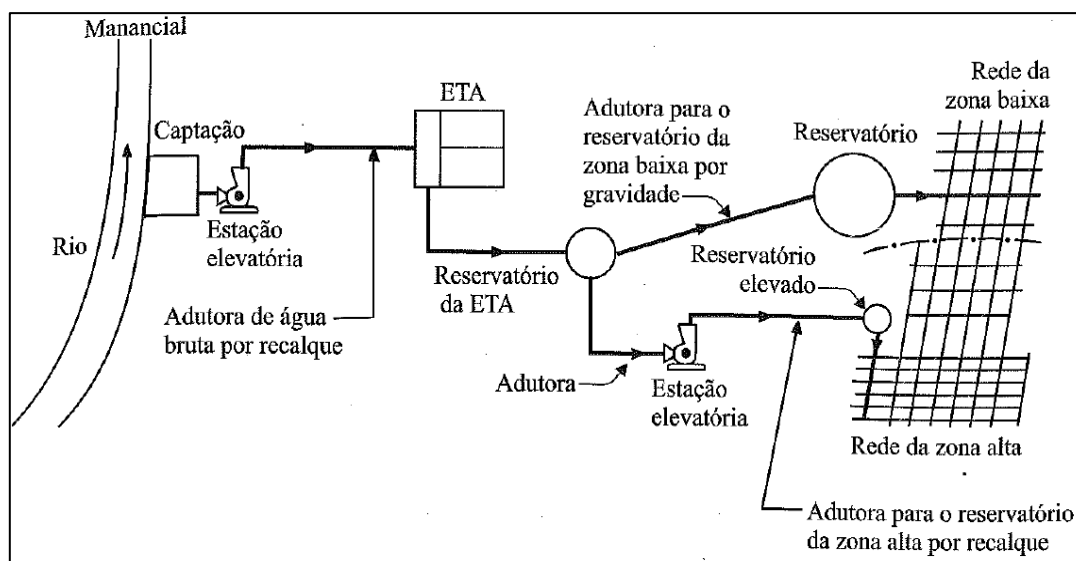 Manancial
Captação
Rio
Estação
elevatória
Adutora de água
bruta por recalque
ETA
Reservatório
da ETA
Adutora para o
reservatório da
zona baixa por
gravidade
Reservatório
Rede da
zona baixa
Reservatório
elevado
Adutora
Estação
elevatória
Rede da zona alta
Adutora para o reservatório
da zona alta por recalque